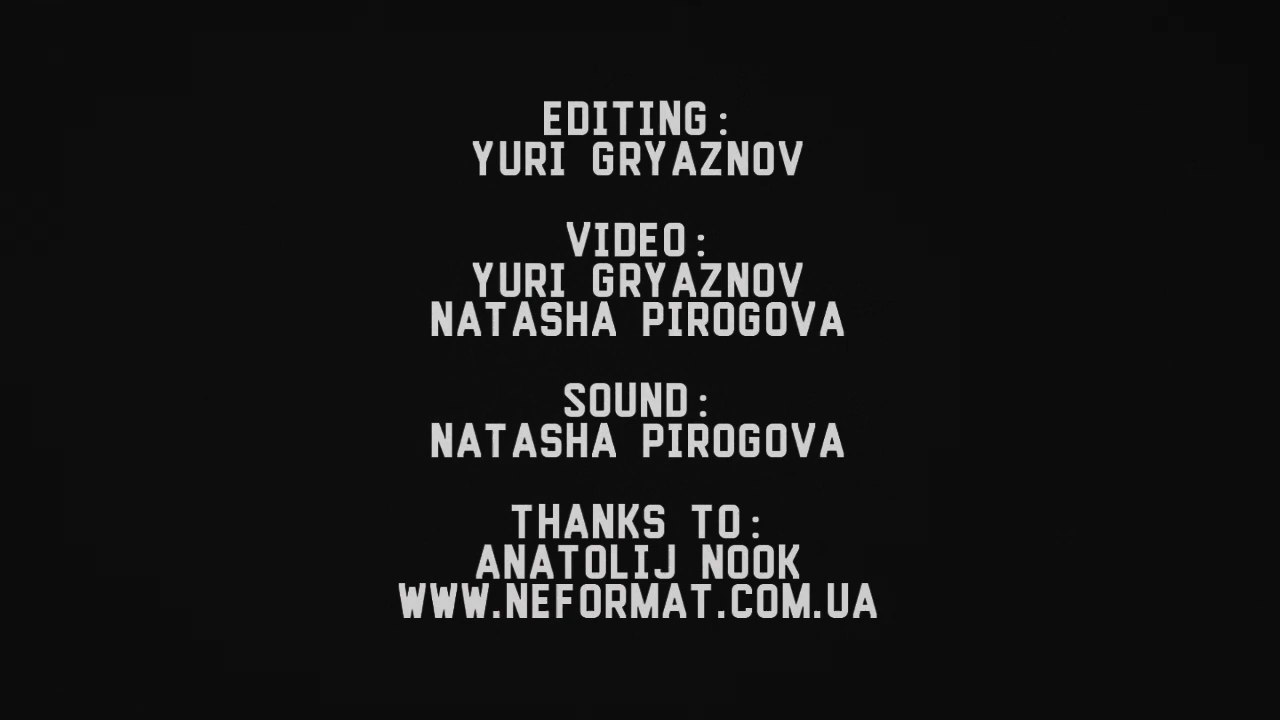 EDITING:
YURI GRYAZNOV
VIDEO:
YURI GRYAZNOV
NATASHA PIROGOVA
SOUND:
NATASHA PIROGOVA
THANKS TO:
ANATOLIJ NOOK
WWW.NEFORMAT.COM.UA